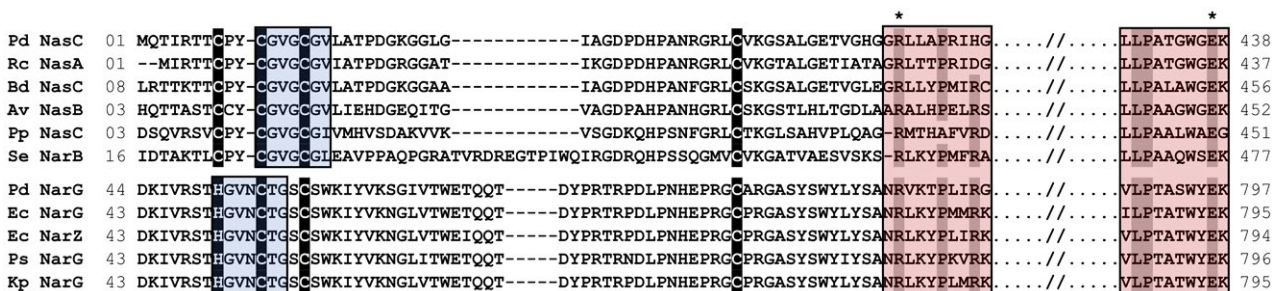 * *
Pd NasC 01 MQTIRTTCPY-CGVGCGVLATPDGKGGLG---------------IAGDPDHPANRGRLCVKGSALGETVGHGGRLLAPRIHG.....//.....LLPATGWGEK 438
Rc NasA 01 --MIRTTCPY-CGVGCGVIATPDGRGGAT---------------IKGDPDHPANRGRLCVKGTALGETIATAGRLTTPRIDG.....//.....LLPATGWGEK 437
Bd NasC 08 LRTTKTTCPY-CGVGCGVLATPDGKGGAA---------------IAGDPDHPANFGRLCSKGSALGETVGLEGRLLYPMIRC.....//.....LLPALAWGEK 456
Av NasB 03 HQTTASTCCY-CGVGCGVLIEHDGEQITG---------------VAGDPAHPANHGRLCSKGSTLHLTGDLAARALHPELRS.....//.....LLPAAGWGEK 452
Pp NasC 03 DSQVRSVCPY-CGVGCGIVMHVSDAKVVK---------------VSGDKQHPSNFGRLCTKGLSAHVPLQAG-RMTHAFVRD.....//.....LLPAALWAEG 451
Se NarB 16 IDTAKTLCPY-CGVGCGLEAVPPAQPGRATVRDREGTPIWQIRGDRQHPSSQGMVCVKGATVAESVSKS-RLKYPMFRA.....//.....LLPAAQWSEK 477
Pd NarG 44 DKIVRSTHGVNCTGSCSWKIYVKSGIVTWETQQT-----DYPRTRPDLPNHEPRGCARGASYSWYLYSANRVKTPLIRG.....//.....VLPTASWYEK 797
Ec NarG 43 DKIVRSTHGVNCTGSCSWKIYVKNGLVTWETQQT-----DYPRTRPDLPNHEPRGCPRGASYSWYLYSANRLKYPMMRK.....//.....ILPTATWYEK 795
Ec NarZ 43 DKIVRSTHGVNCTGSCSWKIYVKNGLVTWETQQT-----DYPRTRPDLPNHEPRGCPRGASYSWYLYSANRLKYPLIRK.....//.....VLPTATWYEK 794
Ps NarG 43 DKIVRSTHGVNCTGSCSWKIYVKNGLITWETQQT-----DYPRTRNDLPNHEPRGCPRGASYSWYIYSANRLKYPKVRK.....//.....VLPTATWYEK 796
Kp NarG 43 DKIVRSTHGVNCTGSCSWKIYVKNGLVTWETQQT-----DYPRTRPDLPNHEPRGCPRGASYSWYLYSANRLKYPLMRK.....//.....VLPTATWYEK 795